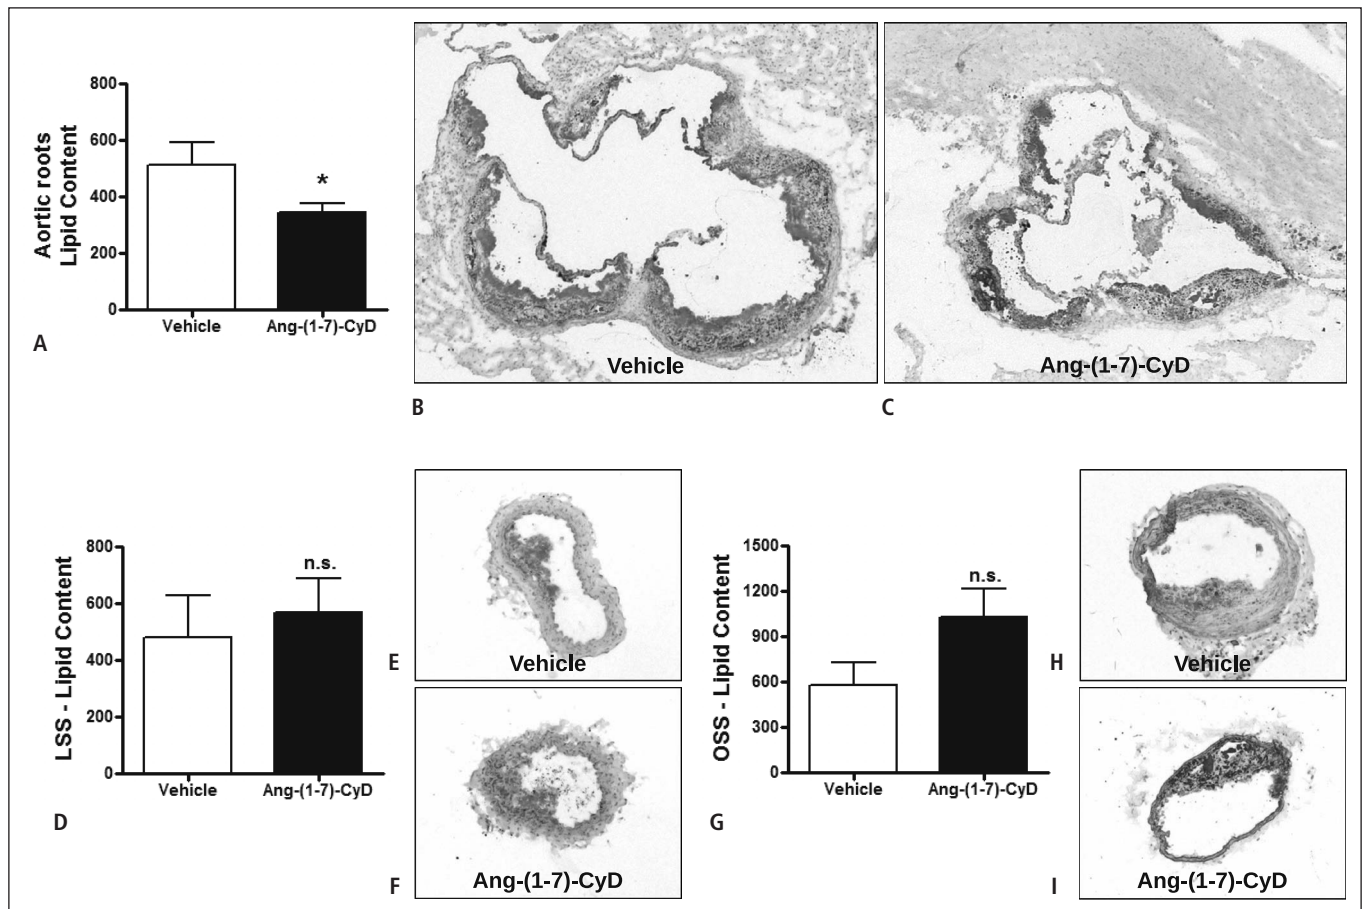 Aortic roots
Lipid Content
800
600
400
200
0
*
Vehicle
Ang-(1-7)-CyD
A
Vehicle
B
Ang-(1-7)-CyD
C
LSS - Lipid Content
800
600
400
200
0
n.s.
Vehicle
Ang-(1-7)-CyD
D
Vehicle
E
Ang-(1-7)-CyD
F
OSS - Lipid Content
1500
1200
900
600
300
0
n.s.
Vehicle
Ang-(1-7)-CyD
G
Vehicle
H
Ang-(1-7)-CyD
I